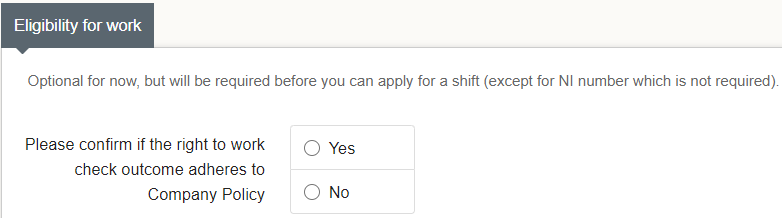 Eligibility for work
Optional for now, but will be required before you can apply for a shift (except for NI number which is not required).
Please confirm if the right to work
check outcome adheres to
Company Policy
Yes
No